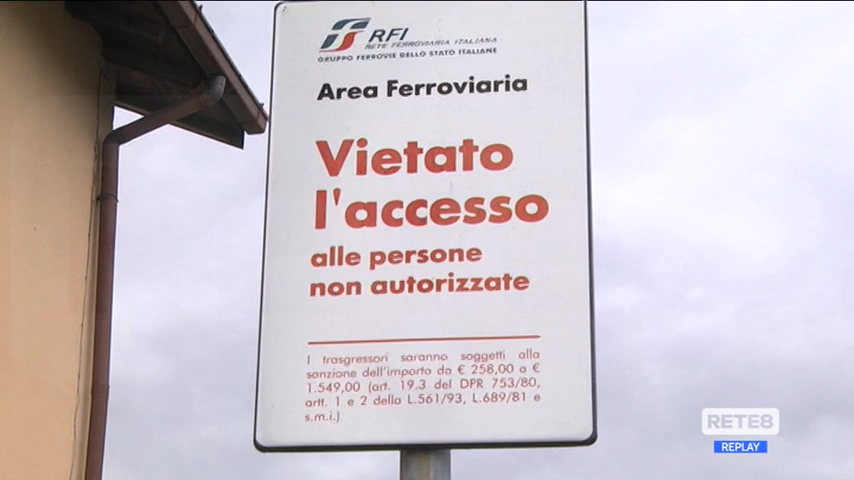 RFI
RETE FERROVIARIA ITALIANA
GRUPPO FERROVIE DELLO STATO ITALIANE
Area Ferroviaria
Vietato
l'accesso
alle persone
non autorizzate
I trasgressori saranno soggetti alla
sanzione dell'importo da € 258,00 a €
1.549,00 (art. 19.3 del DPR 753/80,
artt. 1 e 2 della L.561/93, L.689/81 e
s.m.i.)
RETE8
REPLAY